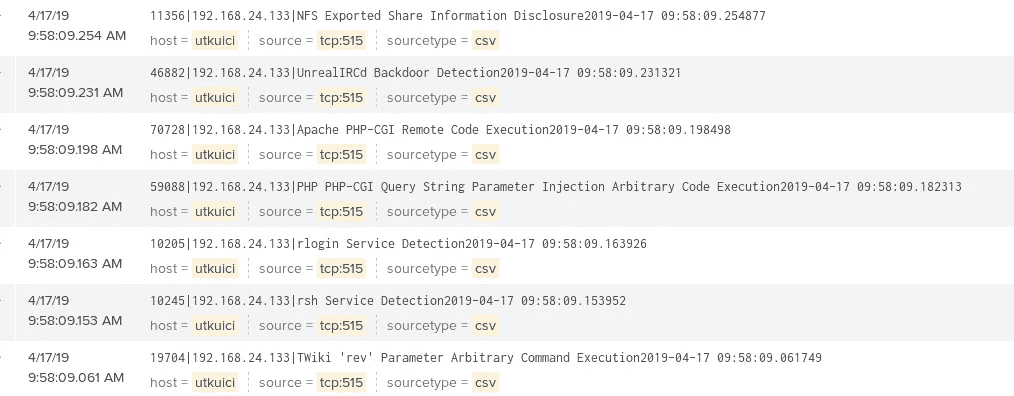 4/17/19 11356|192.168.24.133|NFS Exported Share Information Disclosure2019-04-17 09:58:09.254877
9:58:09.254 AM host = utkuici source = tcp:515 sourcetype = csv
4/17/19 46882|192.168.24.133|UnrealIRCd Backdoor Detection2019-04-17 09:58:09.231321
9:58:09.231 AM host = utkuici source = tcp:515 sourcetype = csv
4/17/19 70728|192.168.24.133|Apache PHP-CGI Remote Code Execution2019-04-17 09:58:09.198498
9:58:09.198 AM host = utkuici source = tcp:515 sourcetype = csv
4/17/19 59088|192.168.24.133|PHP PHP-CGI Query String Parameter Injection Arbitrary Code Execution2019-04-17 09:58:09.182313
9:58:09.182 AM host = utkuici source = tcp:515 sourcetype = csv
4/17/19 10205|192.168.24.133|rlogin Service Detection2019-04-17 09:58:09.163926
9:58:09.163 AM host = utkuici source = tcp:515 sourcetype = csv
4/17/19 10245|192.168.24.133|rsh Service Detection2019-04-17 09:58:09.153952
9:58:09.153 AM host = utkuici source = tcp:515 sourcetype = csv
4/17/19 19704|192.168.24.133|TWiki 'rev' Parameter Arbitrary Command Execution2019-04-17 09:58:09.061749
9:58:09.061 AM host = utkuici source = tcp:515 sourcetype = csv